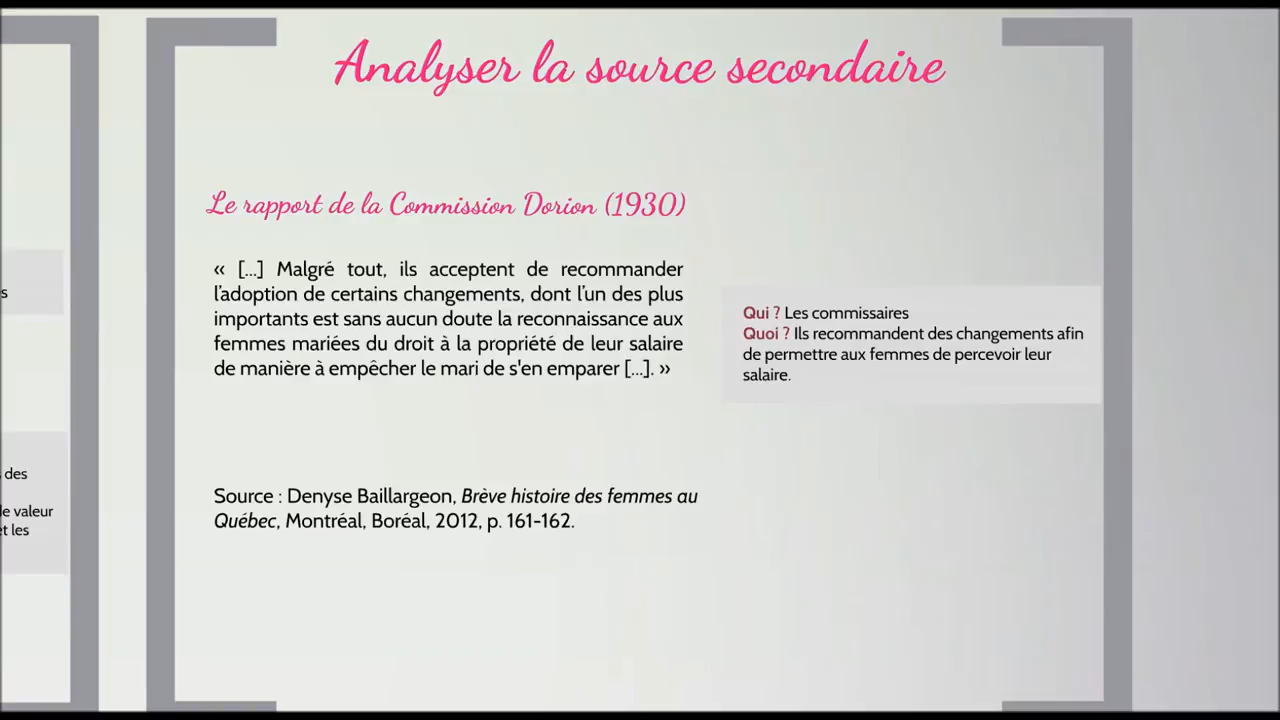 Analyser la source secondaire
Le rapport de la Commission Dorion (1930)
« [...] Malgré tout, ils acceptent de recommander
l'adoption de certains changements, dont l'un des plus
importants est sans aucun doute la reconnaissance aux
femmes mariées du droit à la propriété de leur salaire
de manière à empêcher le mari de s'en emparer [...]. »
Qui ? Les commissaires
Quoi ? Ils recommandent des changements afin
de permettre aux femmes de percevoir leur
salaire.
Source : Denyse Baillargeon, Brève histoire des femmes au
Québec, Montréal, Boréal, 2012, p. 161-162.
s
des
de valeur
et les